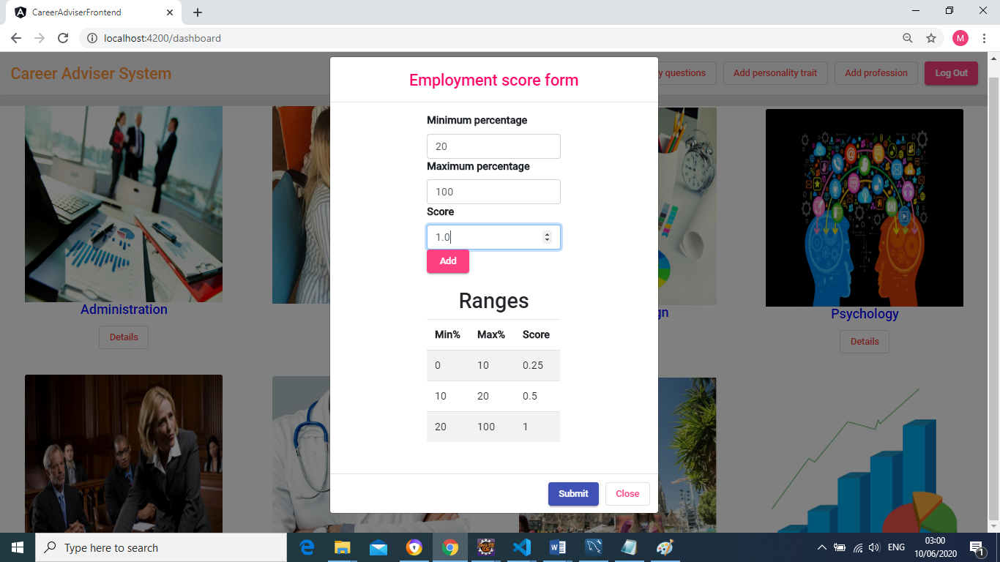 CareerAdviserFrontend
localhost:4200/dashboard
M
Career Adviser System
y questions
Add personality trait
Add profession
Log Out
Employment score form
Minimum percentage
20
Maximum percentage
100
Score
1.0
Add
Ranges
Min% Max% Score
0 10 0.25
10 20 0.5
20 100 1
Submit
Close
Administration
Details
gn
Psychology
Details
Type here to search
ENG
03:00
10/06/2020
1